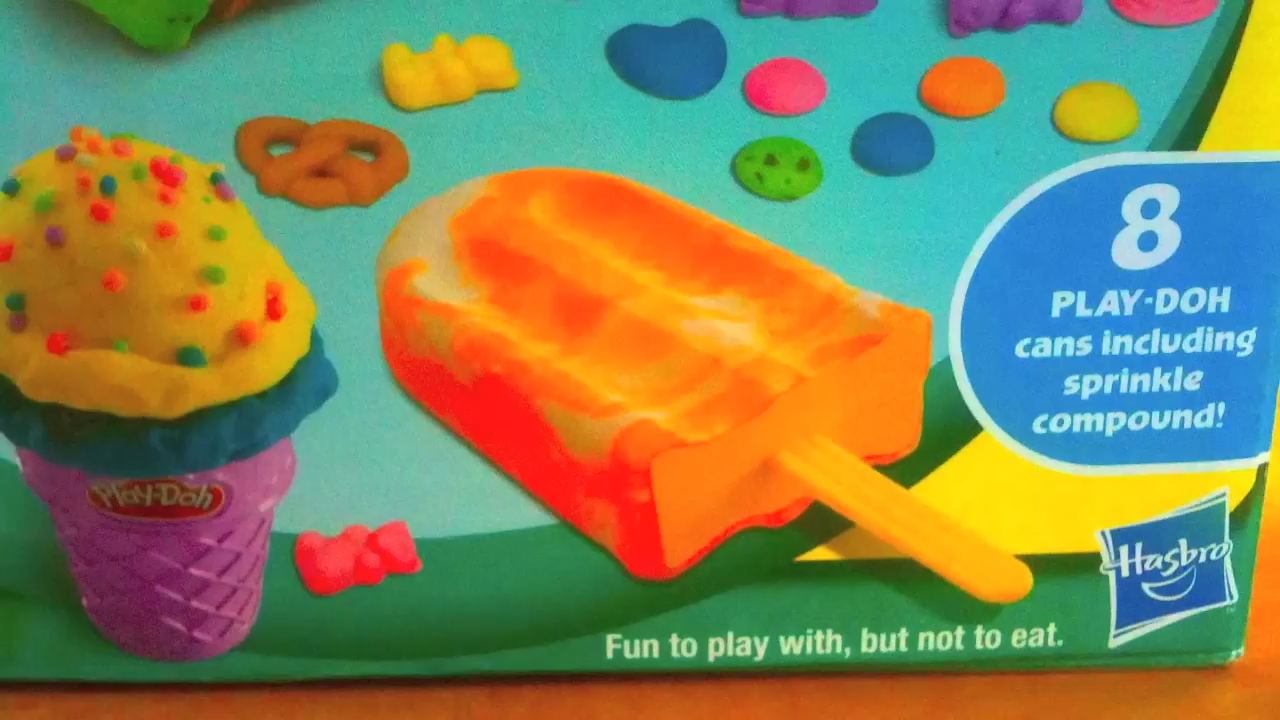 8
PLAY-DOH
cans including
sprinkle
compound!
Play-Doh
Hasbro
Fun to play with, but not to eat.